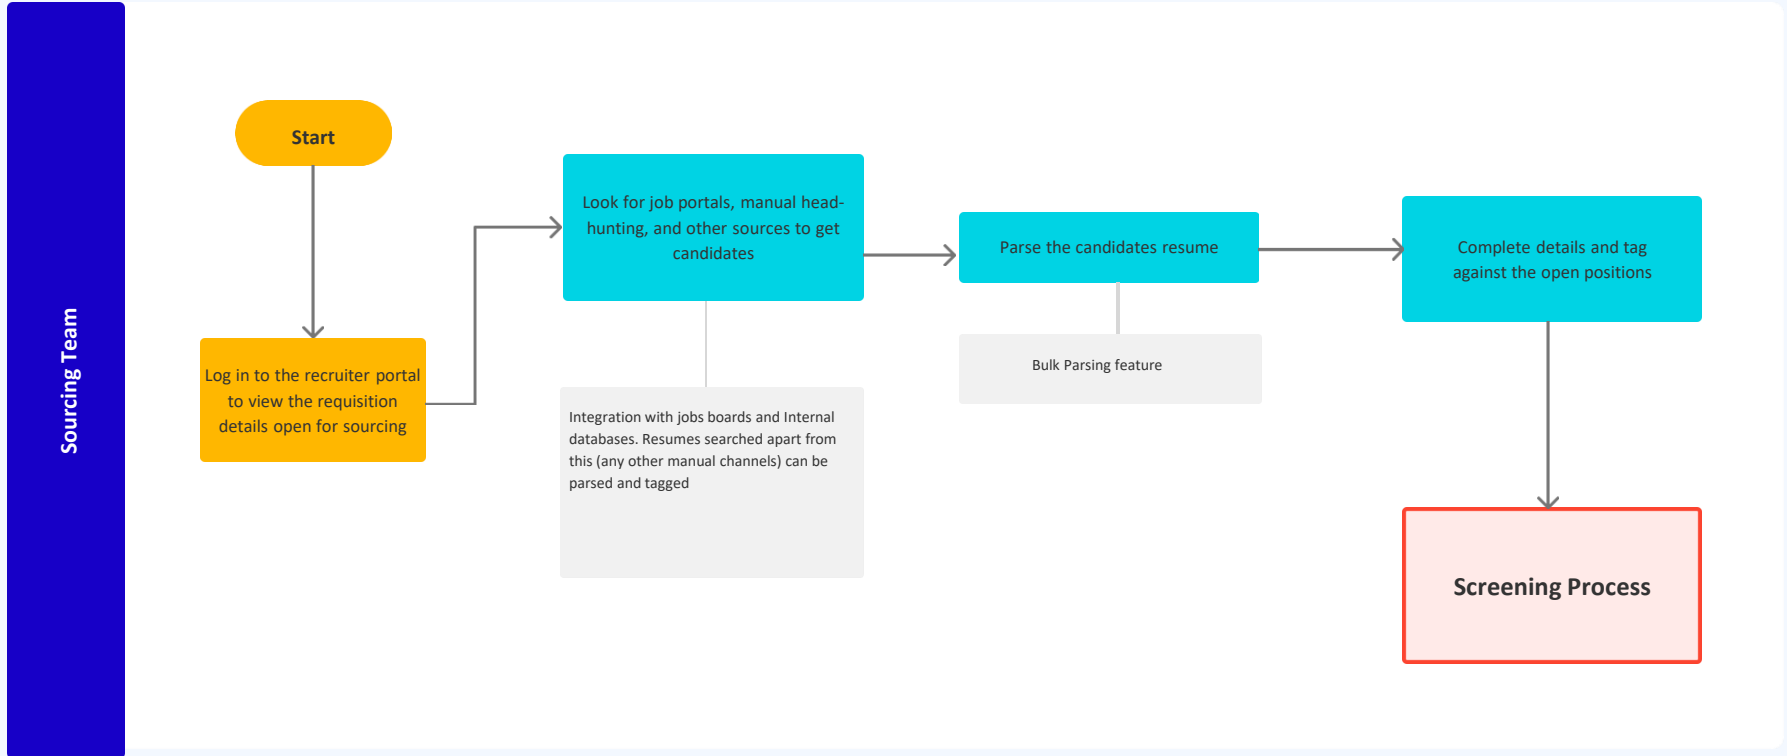 Sourcing Team
Start
Log in to the recruiter portal
to view the requisition
details open for sourcing
Look for job portals, manual head-
hunting, and other sources to get
candidates
Integration with jobs boards and Internal
databases. Resumes searched apart from
this (any other manual channels) can be
parsed and tagged
Parse the candidates resume
Bulk Parsing feature
Complete details and tag
against the open positions
Screening Process